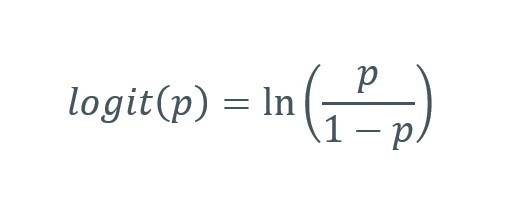 logit(p) = ln(p / 1 − p)